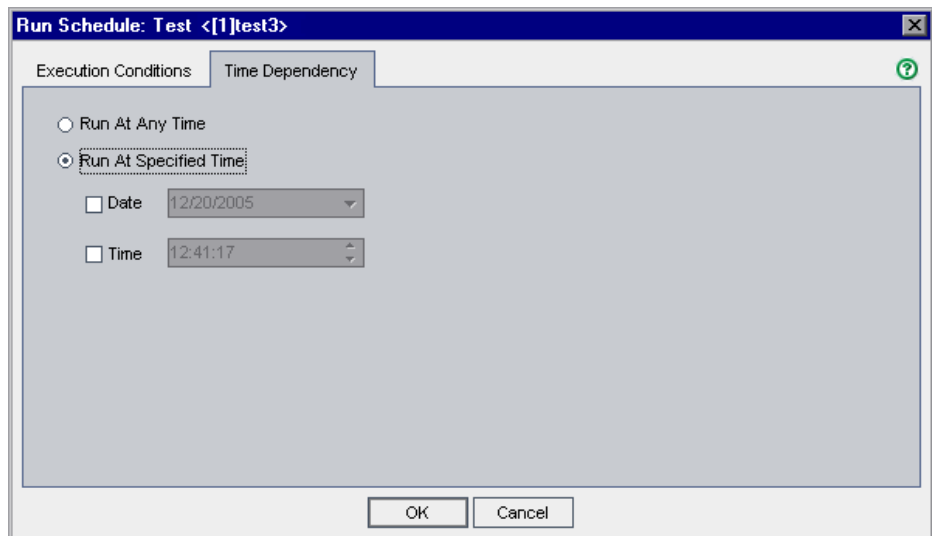 Run Schedule: Test <[1]test3>
Execution Conditions Time Dependency
Run At Any Time
Run At Specified Time
Date 12/20/2005
Time 12:41:17
OK Cancel